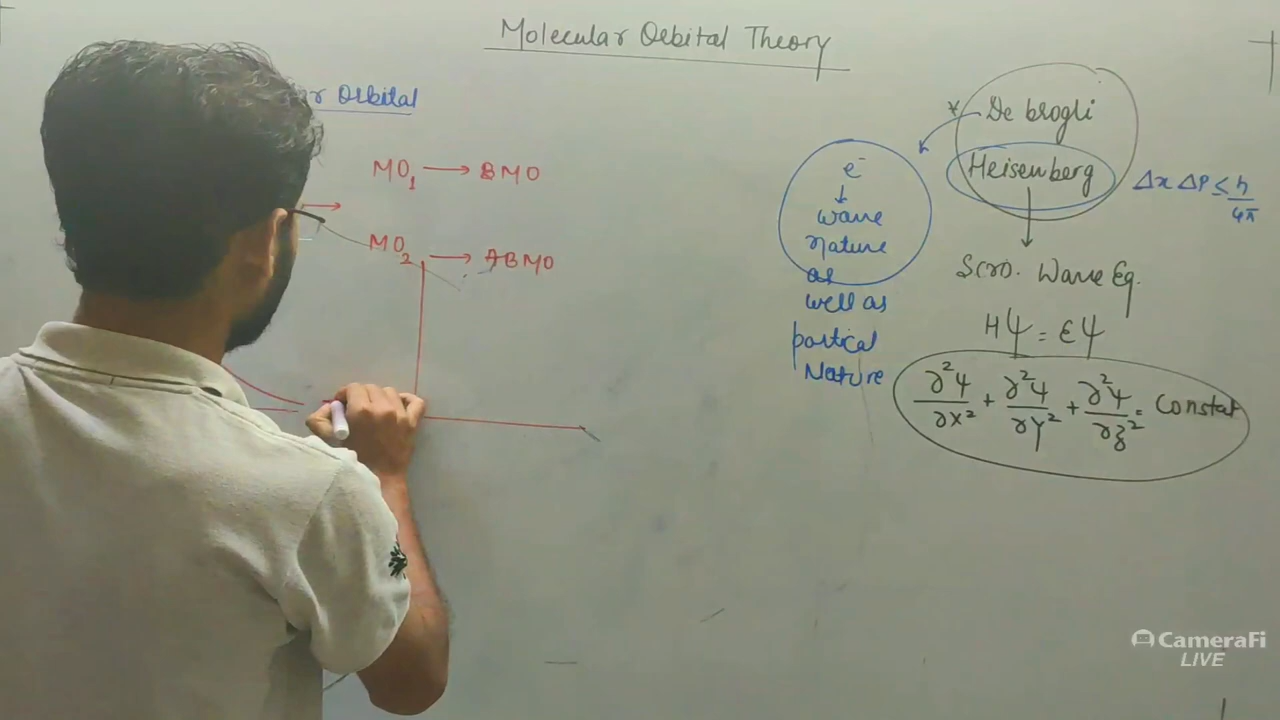 Molecular Orbital Theory
Orbital
MO₁ → BMO
MO₂ → ABMO
e⁻
↓
wave
nature
as
well as
partical
Nature
* De brogli
Heisenberg
Δx ΔP ≤ h/4π
Scro. Wave Eq.
Hψ = Eψ
∂²ψ/∂x² + ∂²ψ/∂y² + ∂²ψ/∂z² = Constat
CameraFi
LIVE